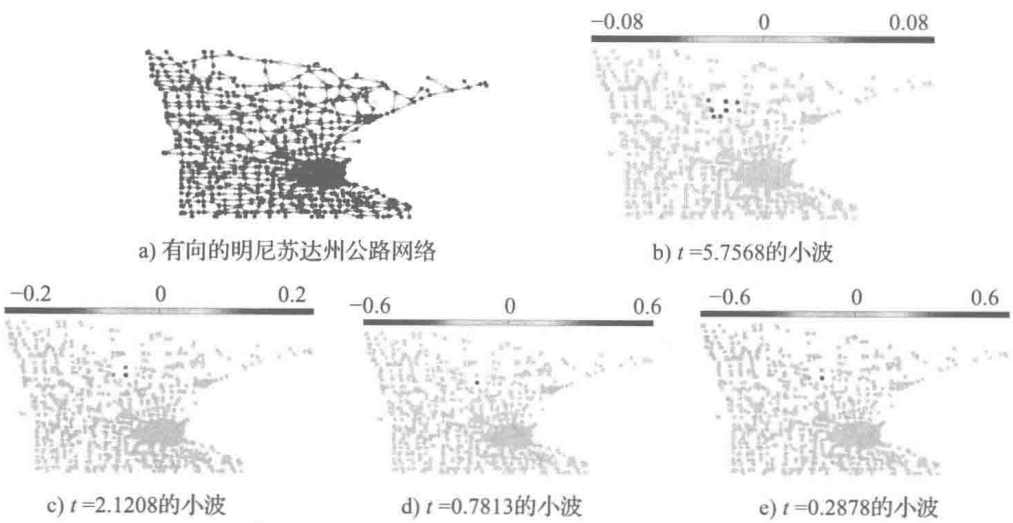 −0.08 0 0.08
a) 有向的明尼苏达州公路网络
b) t =5.7568的小波
−0.2 0 0.2
−0.6 0 0.6
−0.6 0 0.6
c) t =2.1208的小波
d) t =0.7813的小波
e) t =0.2878的小波